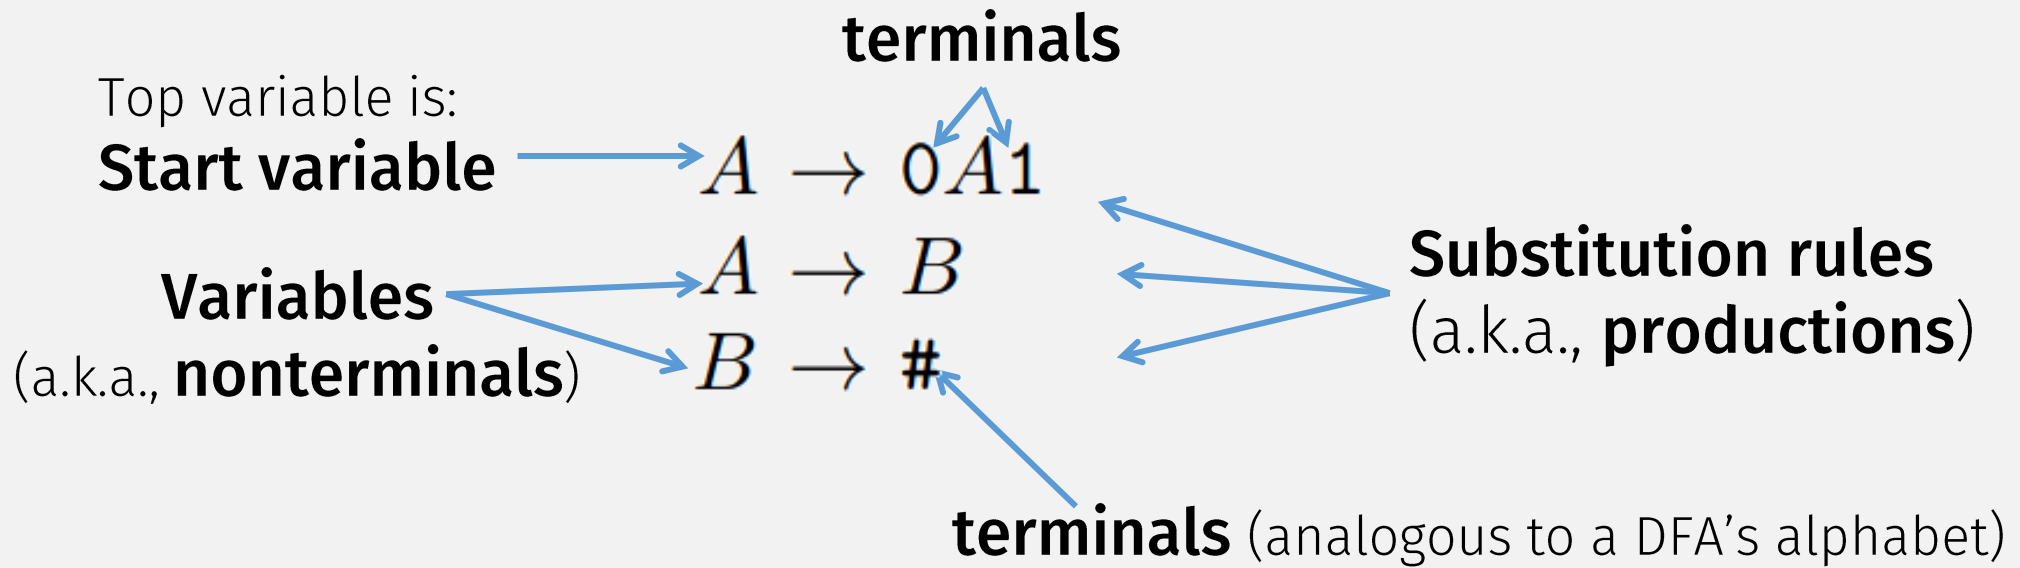 terminals
Top variable is:
Start variable
A → 0A1
A → B
B → #
Variables
(a.k.a., nonterminals)
Substitution rules
(a.k.a., productions)
terminals (analogous to a DFA’s alphabet)